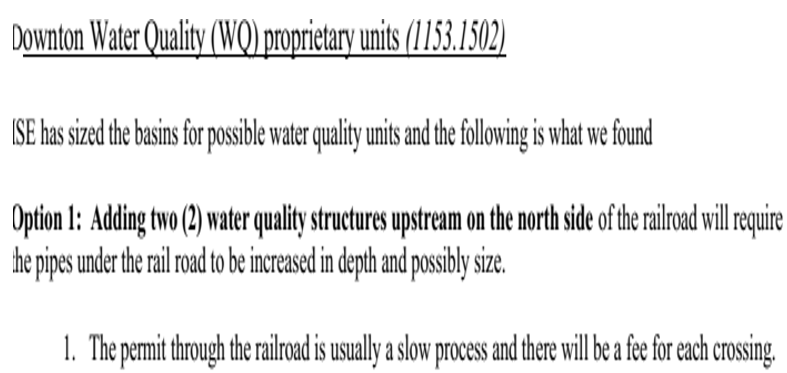 Downton Water Quality (WQ) proprietary units (1153.1502)
ISE has sized the basins for possible water quality units and the following is what we found
Option 1: Adding two (2) water quality structures upstream on the north side of the railroad will require
the pipes under the rail road to be increased in depth and possibly size.
1. The permit through the railroad is usually a slow process and there will be a fee for each crossing.